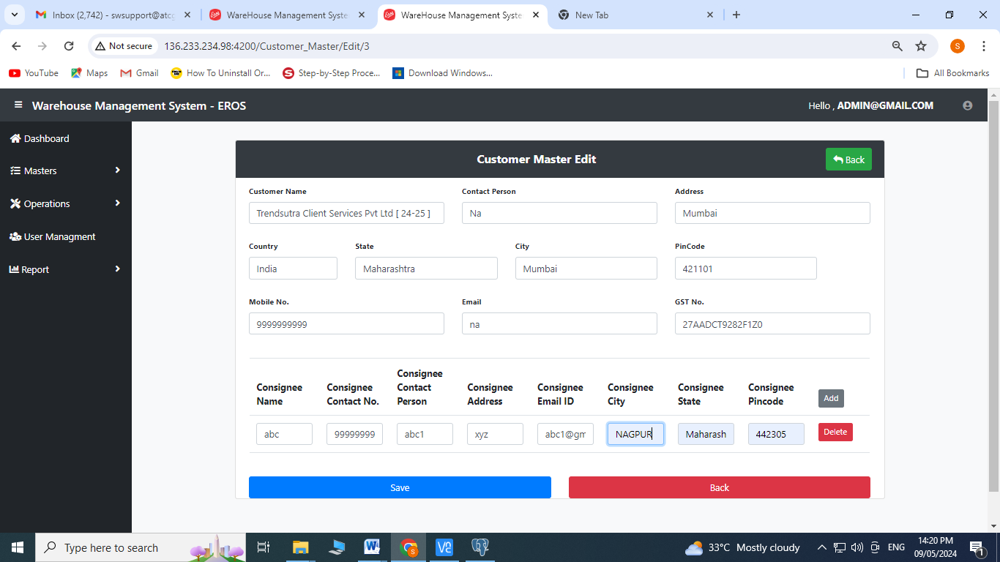 Inbox (2,742) - swsupport@atcg
WareHouse Management Syste
WareHouse Management Syste
New Tab
Not secure
136.233.234.98:4200/Customer_Master/Edit/3
S
YouTube
Maps
Gmail
How To Uninstall Or...
Step-by-Step Proce...
Download Windows...
All Bookmarks
Warehouse Management System - EROS
Hello , ADMIN@GMAIL.COM
Dashboard
Masters
Operations
User Managment
Report
Customer Master Edit
Back
Customer Name
Contact Person
Address
Trendsutra Client Services Pvt Ltd [ 24-25 ]
Na
Mumbai
Country
State
City
PinCode
India
Maharashtra
Mumbai
421101
Mobile No.
Email
GST No.
9999999999
na
27AADCT9282F1Z0
Consignee Name
Consignee Contact No.
Consignee Contact Person
Consignee Address
Consignee Email ID
Consignee City
Consignee State
Consignee Pincode
Add
abc
99999999
abc1
xyz
abc1@gm
NAGPUR
Maharash
442305
Delete
Save
Back
Type here to search
33°C Mostly cloudy
ENG
14:20 PM
09/05/2024
1